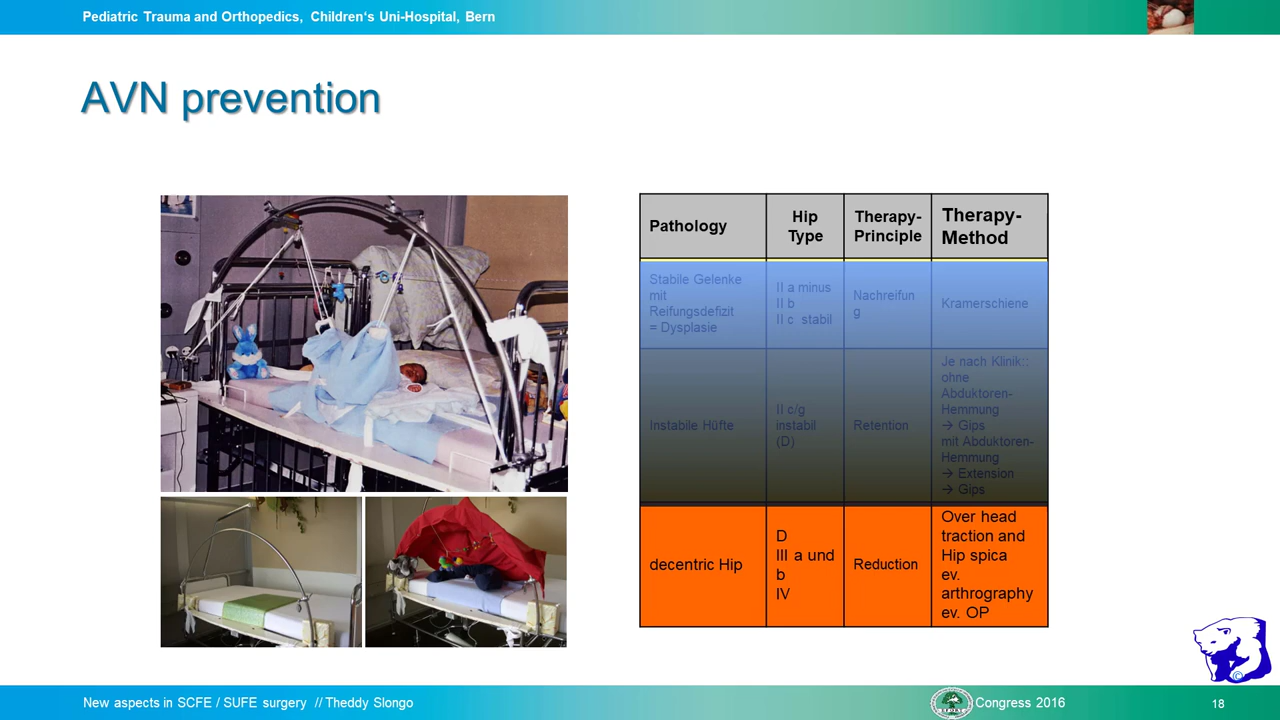 Pediatric Trauma and Orthopedics, Children‘s Uni-Hospital, Bern
AVN prevention
Pathology
Hip
Type
Therapy-
Principle
Therapy-
Method
Stabile Gelenke
mit
Reifungsdefizit
= Dysplasie
II a minus
II b
II c stabil
Nachreifun
g
Kramerschiene
Instabile Hüfte
II c/g
instabil
(D)
Retention
Je nach Klinik::
ohne
Abduktoren-
Hemmung
→ Gips
mit Abduktoren-
Hemmung
→ Extension
→ Gips
decentric Hip
D
III a und
b
IV
Reduction
Over head
traction and
Hip spica
ev.
arthrography
ev. OP
©
New aspects in SCFE / SUFE surgery // Theddy Slongo
Congress 2016
18